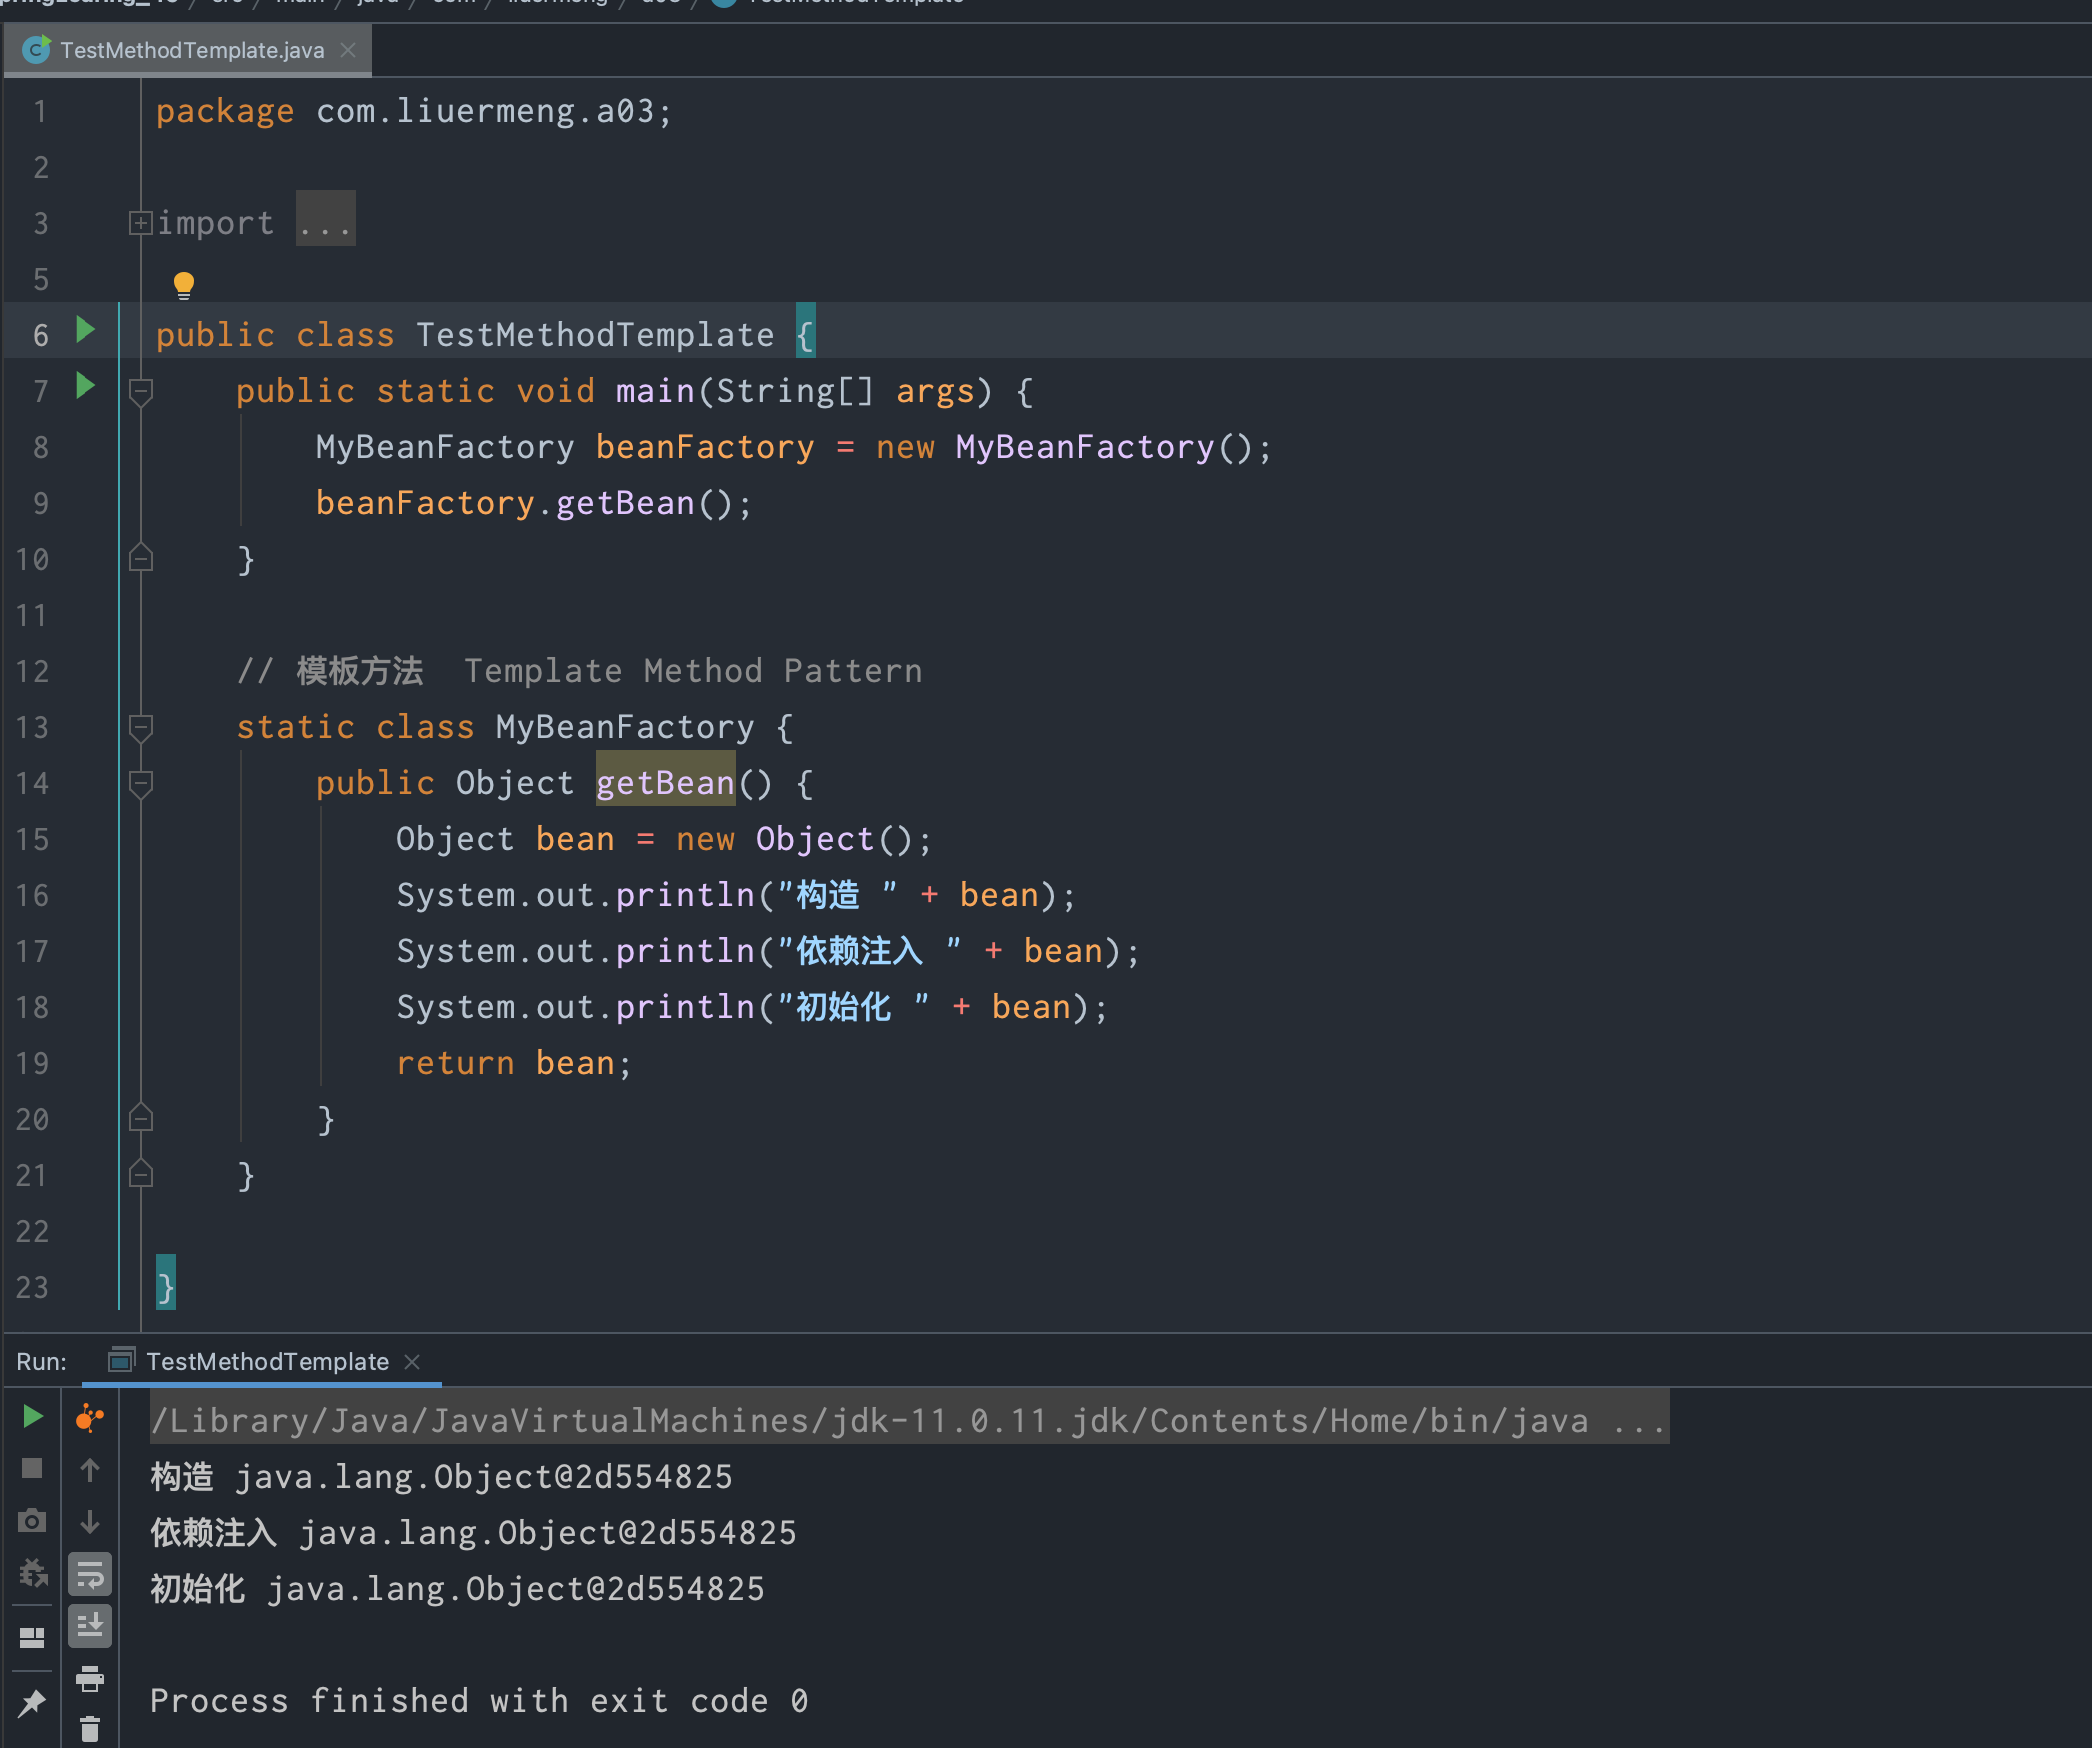 TestMethodTemplate.java
1 package com.liuermeng.a03;
2
3 import ...
5
6 public class TestMethodTemplate {
7 public static void main(String[] args) {
8 MyBeanFactory beanFactory = new MyBeanFactory();
9 beanFactory.getBean();
10 }
11
12 // 模板方法  Template Method Pattern
13 static class MyBeanFactory {
14 public Object getBean() {
15 Object bean = new Object();
16 System.out.println("构造 " + bean);
17 System.out.println("依赖注入 " + bean);
18 System.out.println("初始化 " + bean);
19 return bean;
20 }
21 }
22
23 }
Run: TestMethodTemplate
/Library/Java/JavaVirtualMachines/jdk-11.0.11.jdk/Contents/Home/bin/java ...
构造 java.lang.Object@2d554825
依赖注入 java.lang.Object@2d554825
初始化 java.lang.Object@2d554825
Process finished with exit code 0